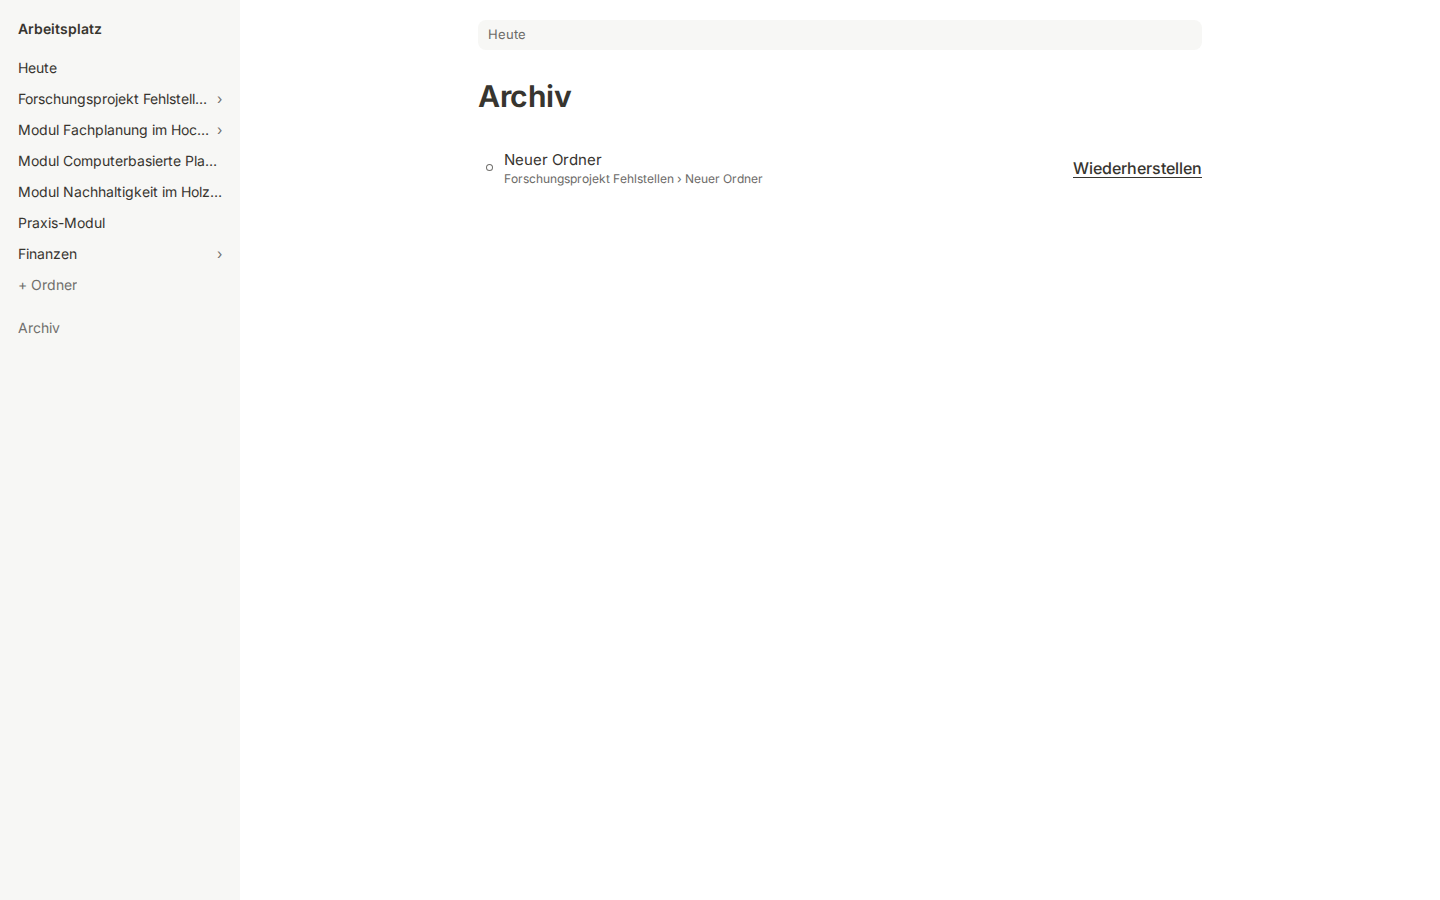 Arbeitsplatz
Heute
Forschungsprojekt Fehlstell... ›
Modul Fachplanung im Hoc... ›
Modul Computerbasierte Pla...
Modul Nachhaltigkeit im Holz...
Praxis-Modul
Finanzen ›
+ Ordner
Archiv
Heute
Archiv
Neuer Ordner
Forschungsprojekt Fehlstellen › Neuer Ordner
Wiederherstellen